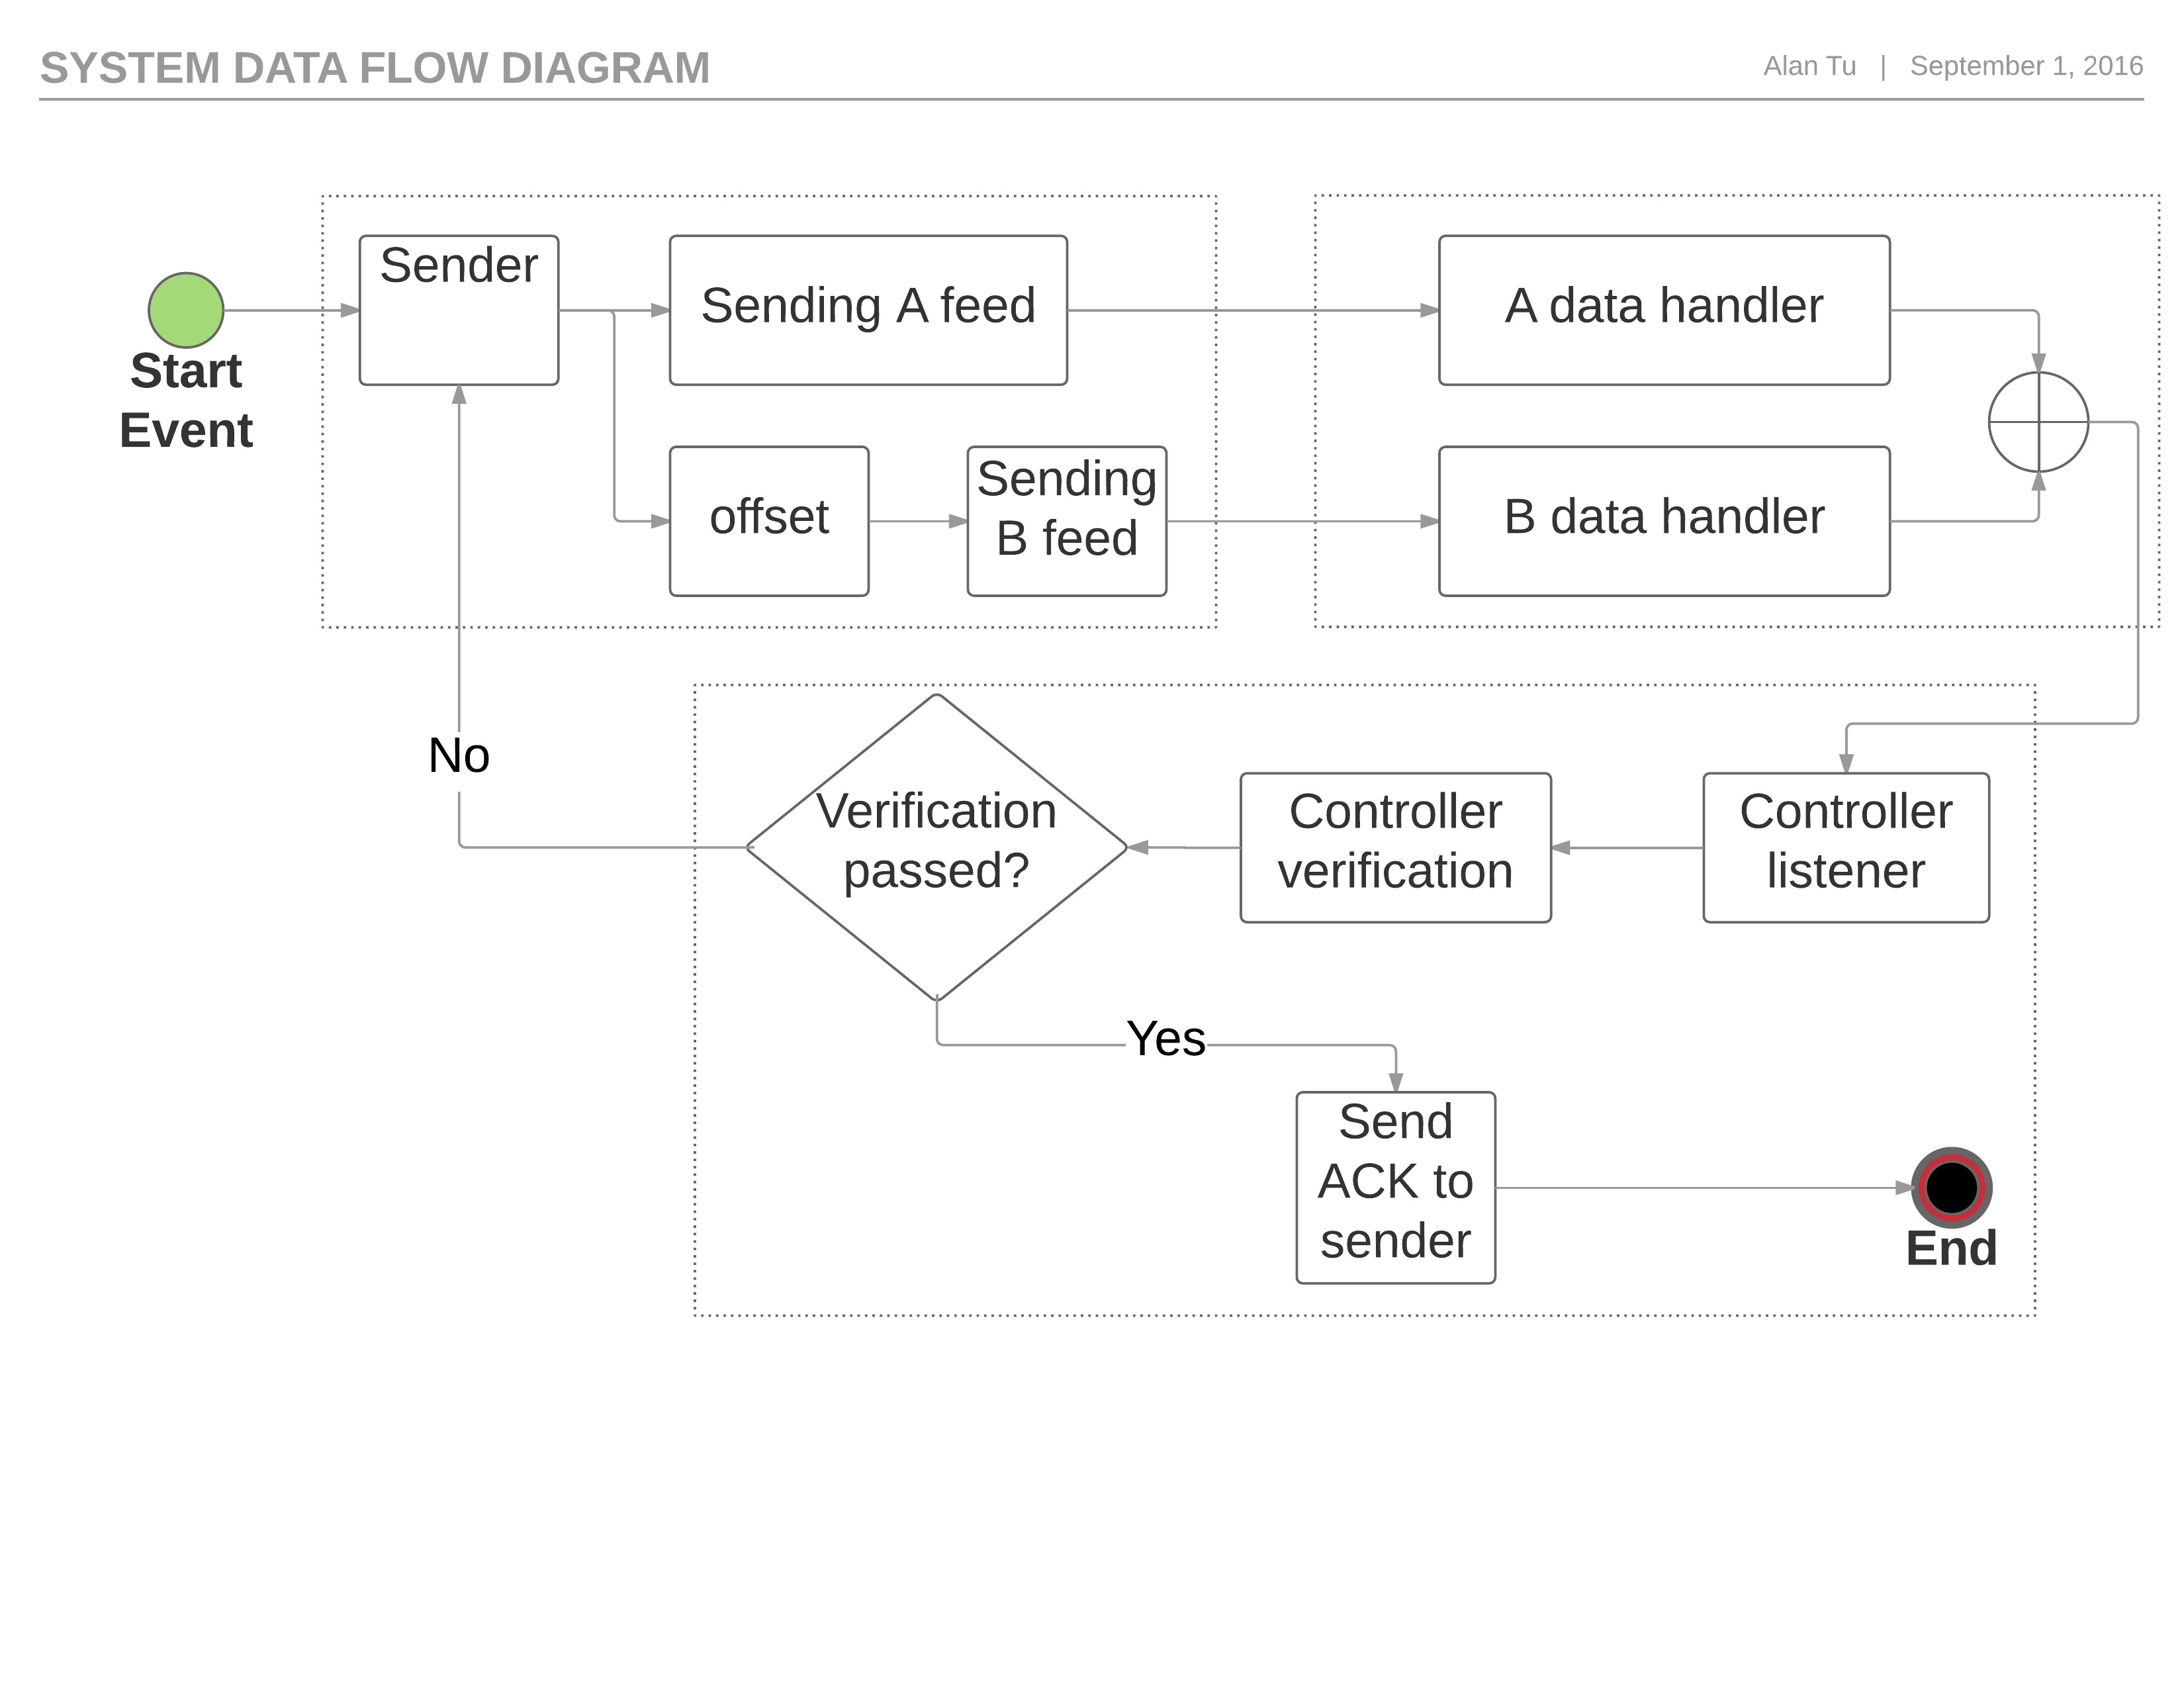 SYSTEM DATA FLOW DIAGRAM
Alan Tu | September 1, 2016
Start
Event
Sender
Sending A feed
A data handler
offset
Sending
B feed
B data handler
No
Verification
passed?
Controller
verification
Controller
listener
Yes
Send
ACK to
sender
End